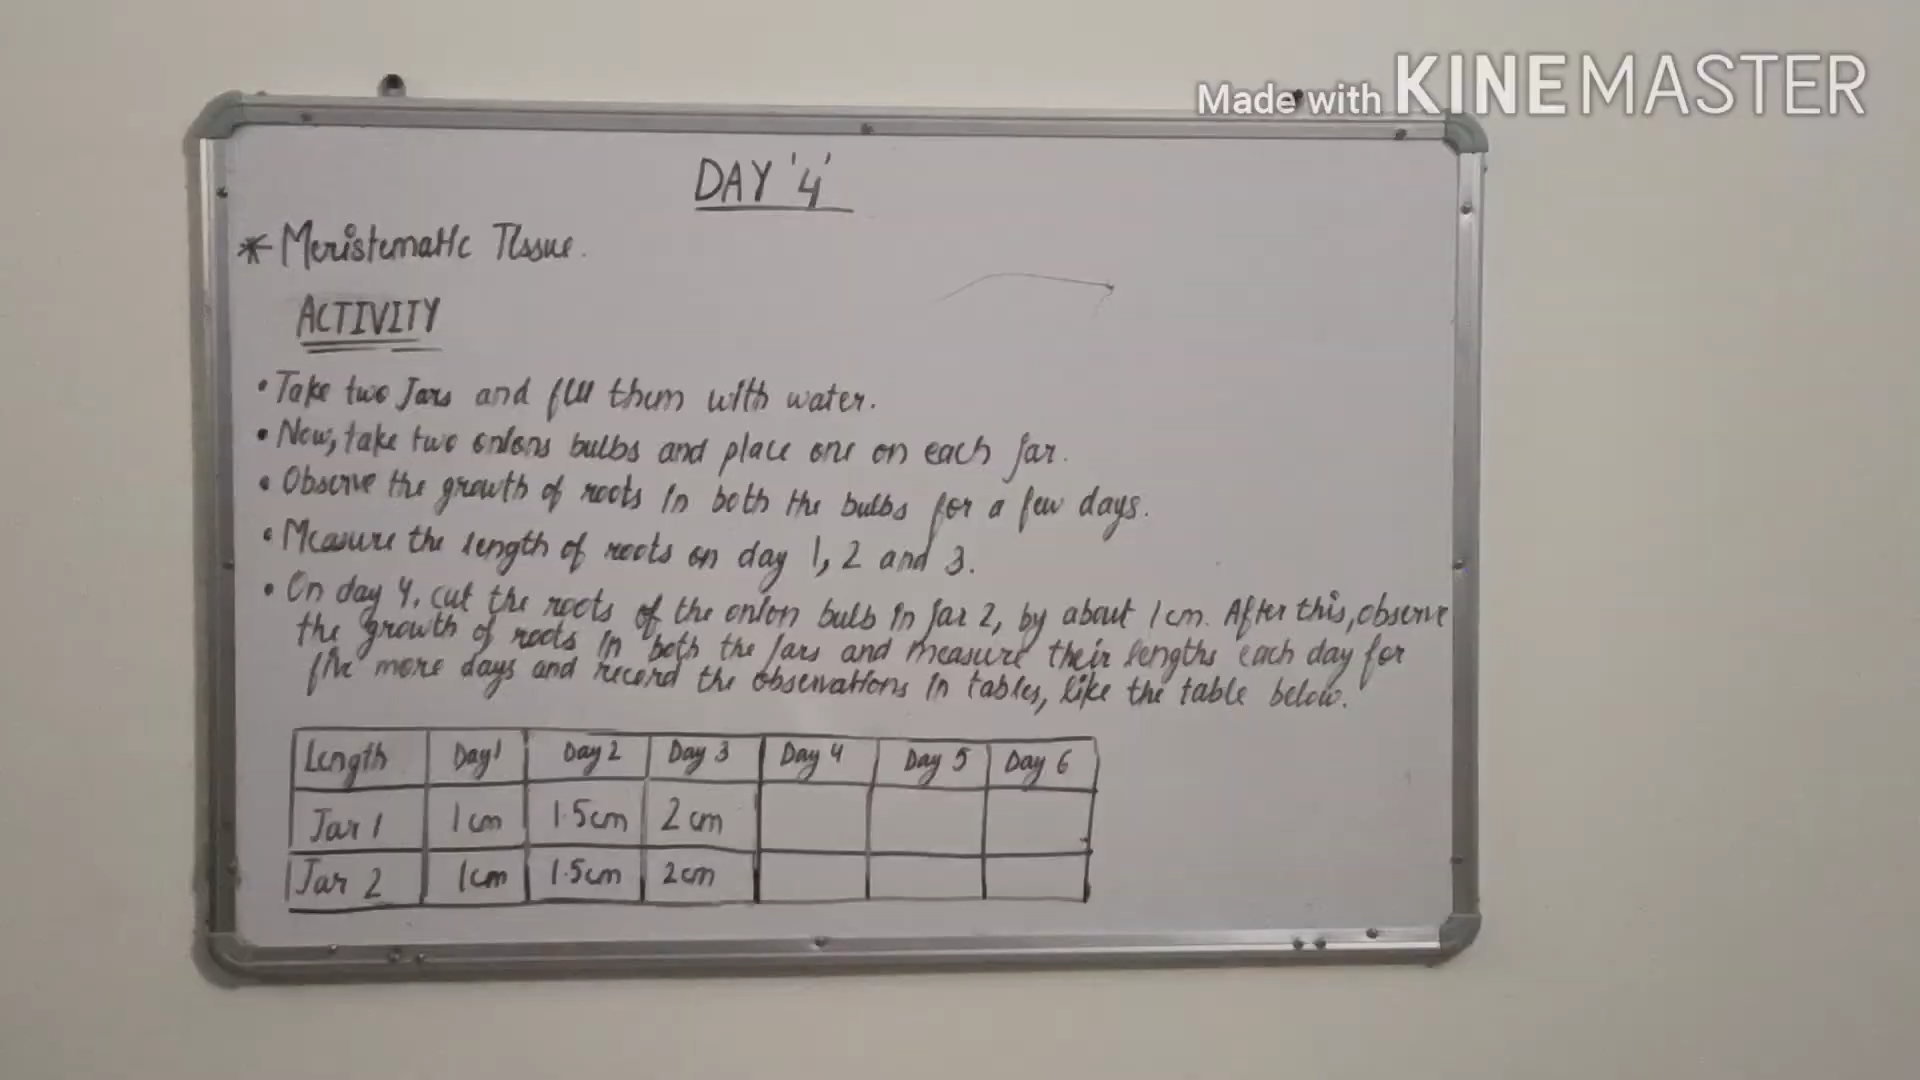 Made with KINEMASTER
DAY '4'
* Meristematic Tissue.
ACTIVITY
• Take two Jars and fill them with water.
• Now, take two onions bulbs and place one on each jar.
• Observe the growth of roots in both the bulbs for a few days.
• Measure the length of roots on day 1, 2 and 3.
• On day 4, cut the roots of the onion bulb in jar 2, by about 1 cm. After this, observe
the growth of roots in both the jars and measure their lengths each day for
five more days and record the observations in tables, like the table below.
Length Day 1 Day 2 Day 3 Day 4 Day 5 Day 6
Jar 1 1 cm 1.5cm 2 cm
Jar 2 1cm 1.5cm 2cm